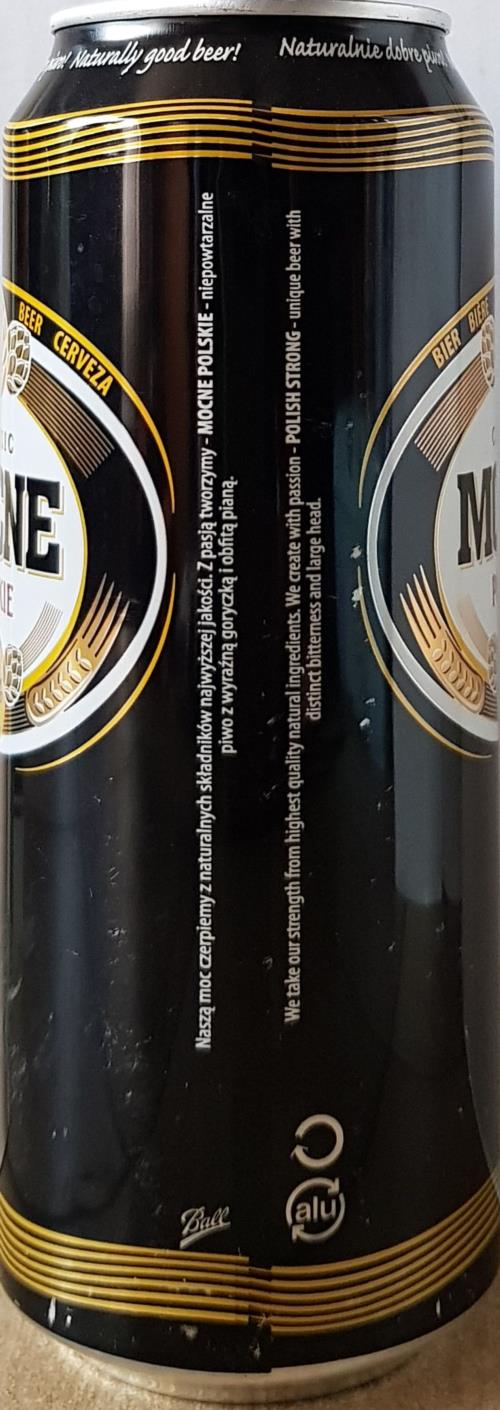 Naturally good beer!
Naturalnie dobre piwo!
BEER CERVEZA
BIER BIÈRE
Naszą moc czerpiemy z naturalnych składników najwyższej jakości. Z pasją tworzymy - MOCNE POLSKIE - niepowtarzalne
piwo z wyraźną goryczką i obfitą pianą.
We take our strength from highest quality natural ingredients. We create with passion - POLISH STRONG - unique beer with
distinct bitterness and large head.
Ball
alu